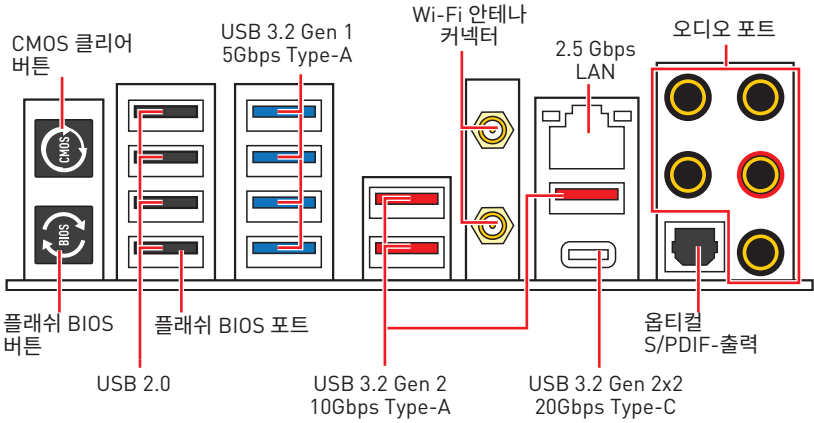 CMOS 클리어
버튼
USB 3.2 Gen 1
5Gbps Type-A
Wi-Fi 안테나
커넥터
2.5 Gbps
LAN
오디오 포트
CMOS
BIOS
플래쉬 BIOS
버튼
플래쉬 BIOS 포트
USB 2.0
USB 3.2 Gen 2
10Gbps Type-A
USB 3.2 Gen 2x2
20Gbps Type-C
옵티컬
S/PDIF-출력